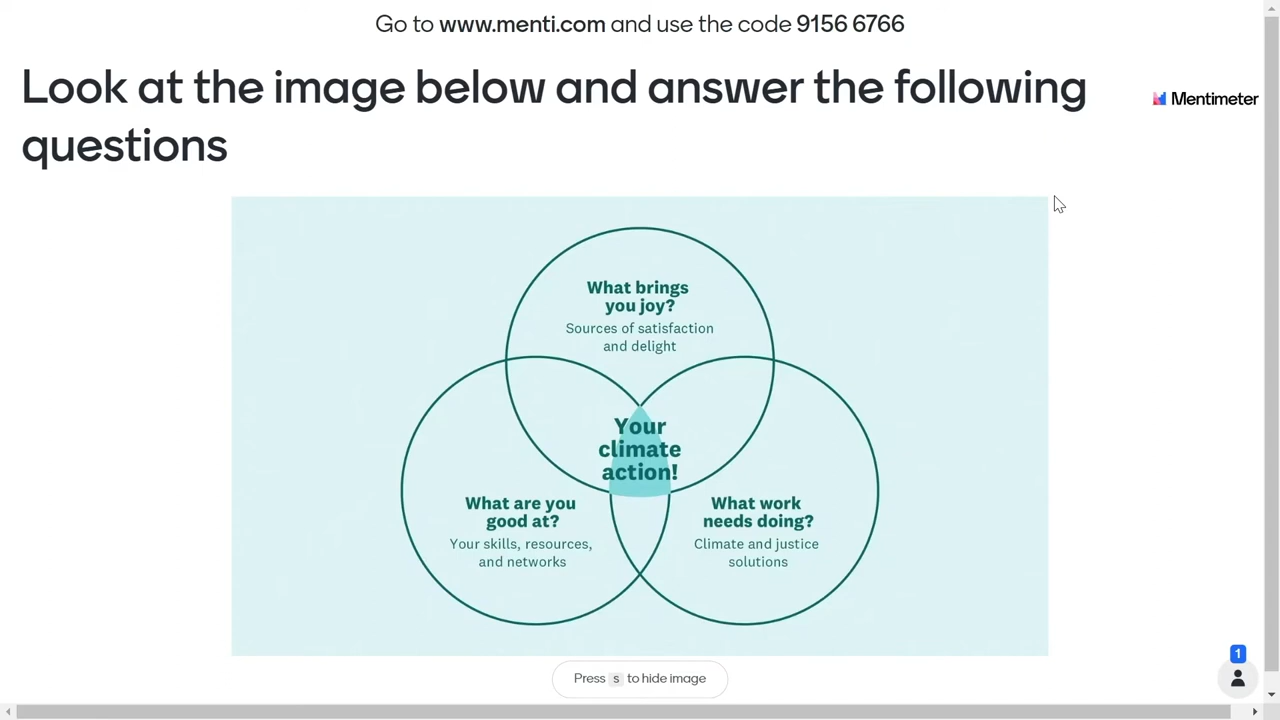 Go to www.menti.com and use the code 9156 6766
Look at the image below and answer the following
questions
Mentimeter
What brings
you joy?
Sources of satisfaction
and delight
Your
climate
action!
What are you
good at?
Your skills, resources,
and networks
What work
needs doing?
Climate and justice
solutions
Press s to hide image
1